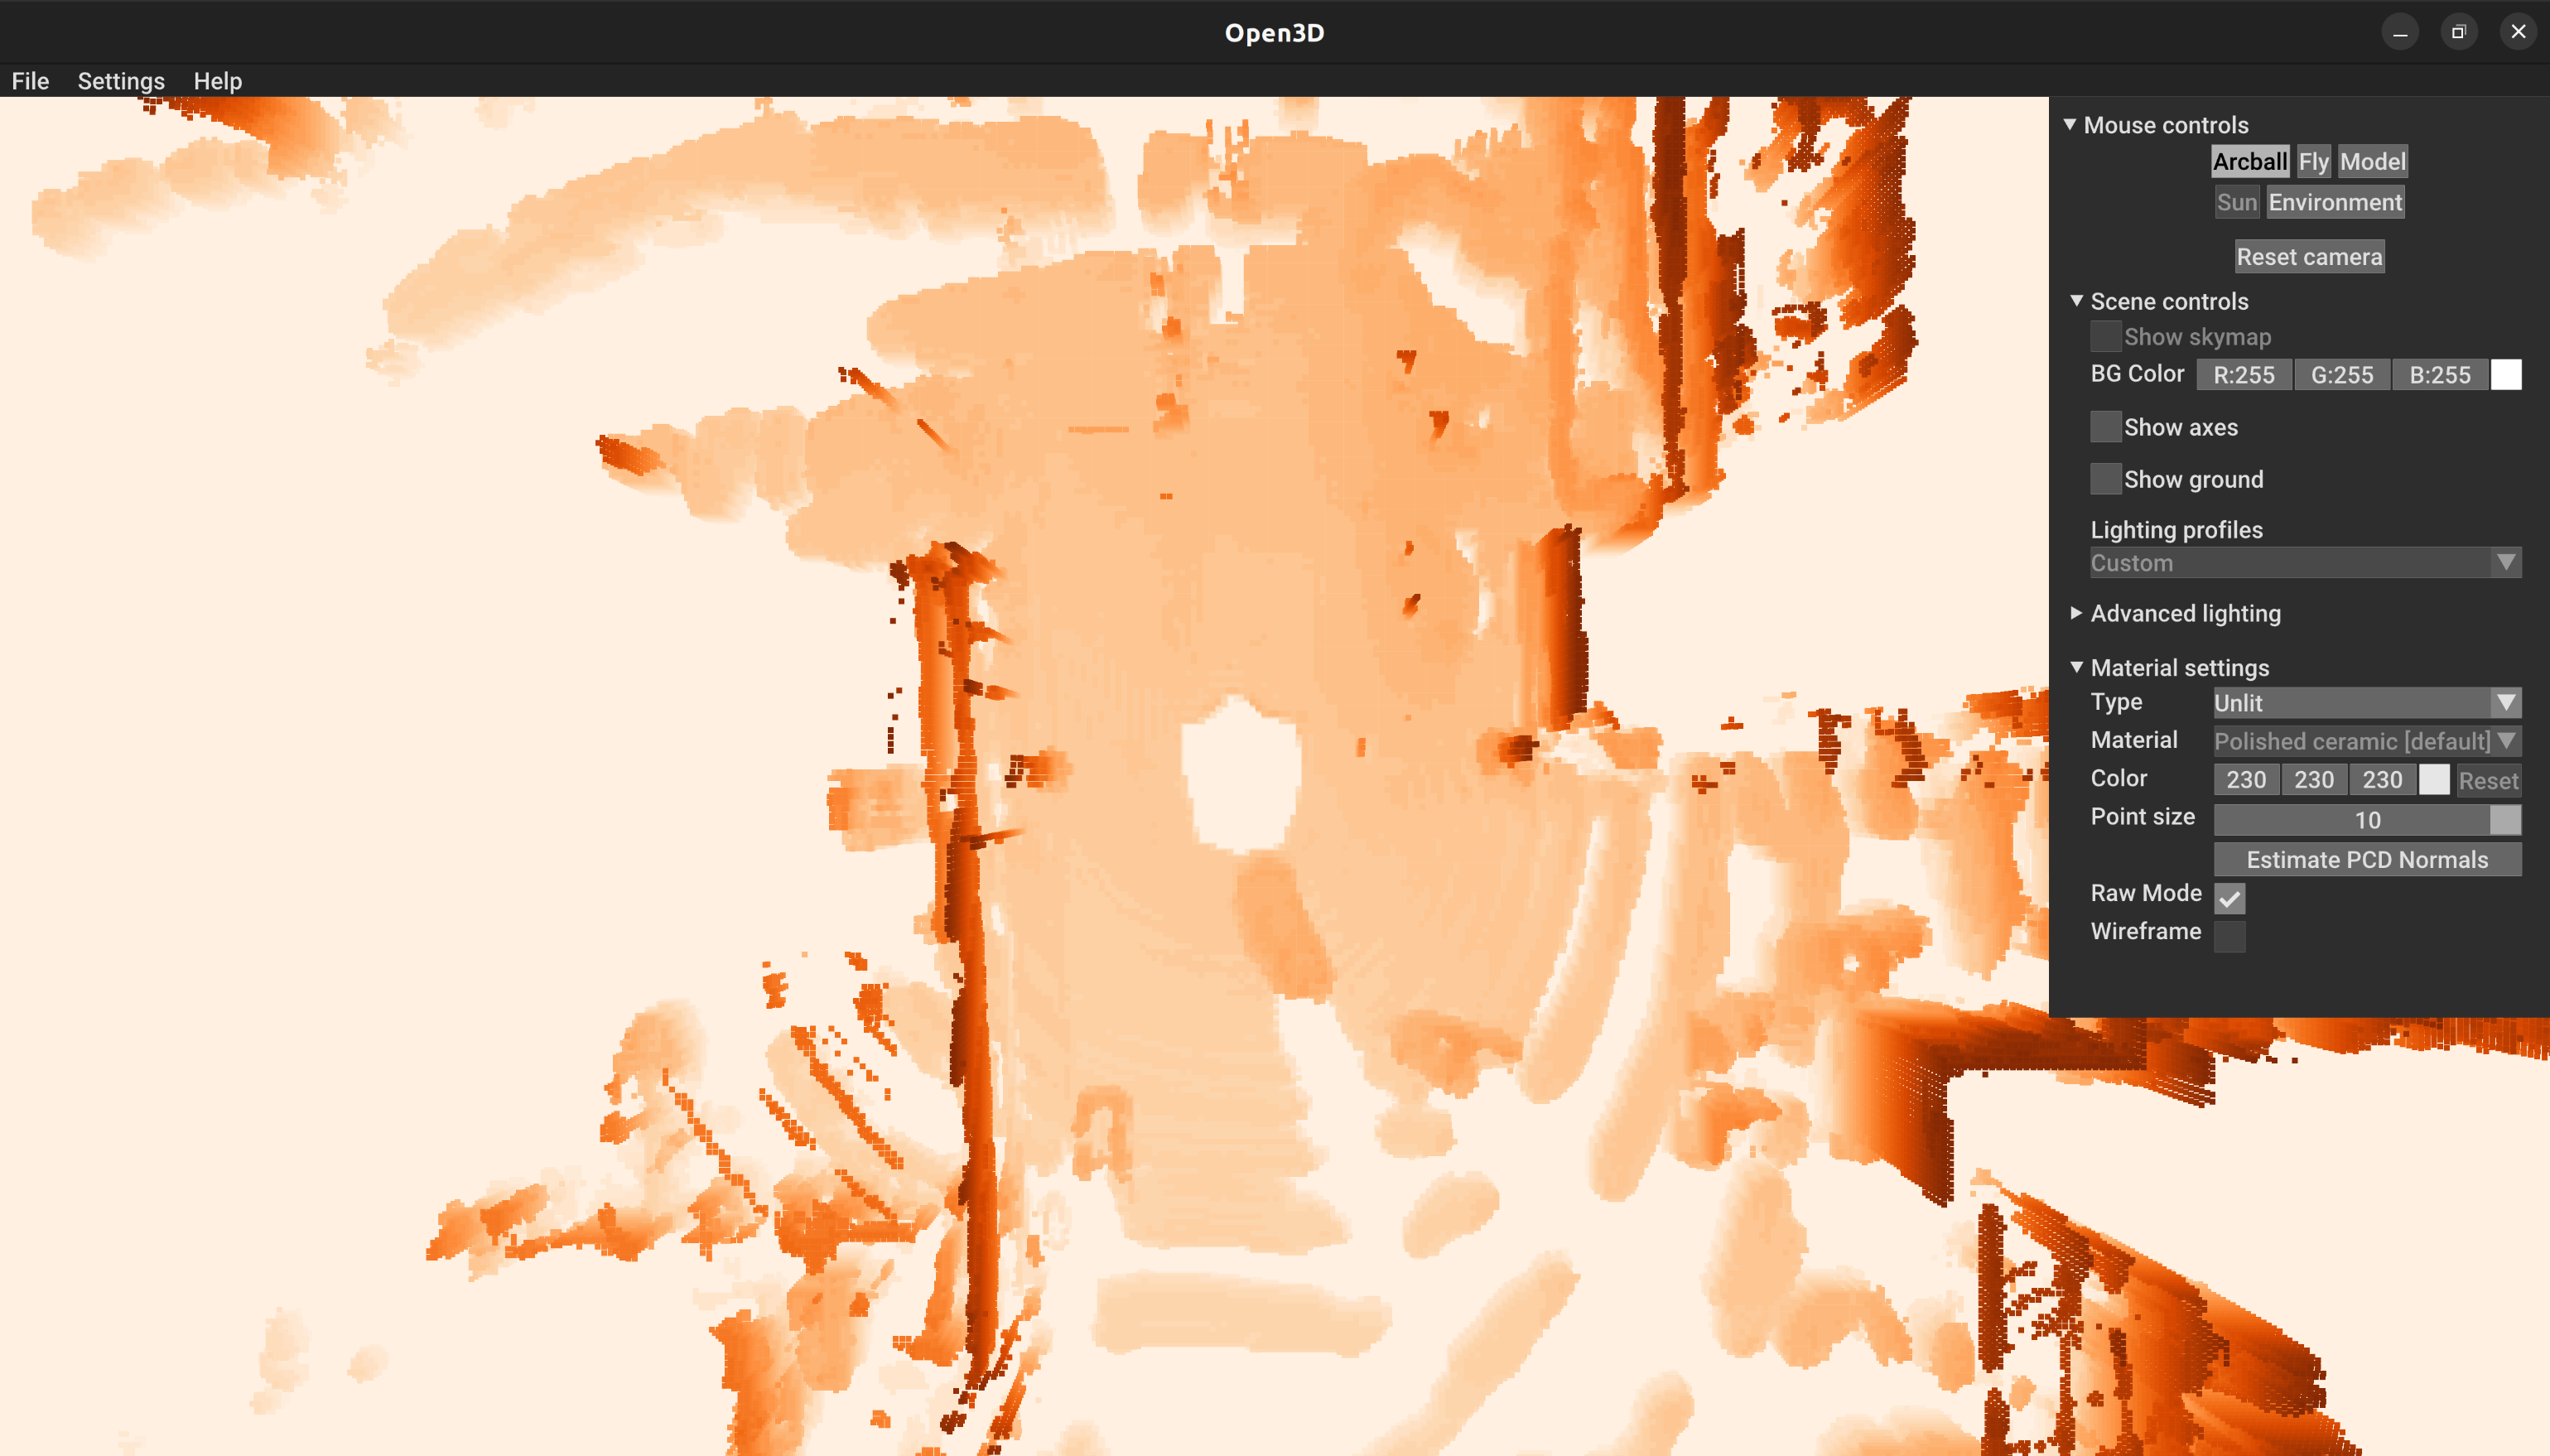 Open3D
File Settings Help
Mouse controls
Arcball Fly Model
Sun Environment
Reset camera
Scene controls
Show skymap
BG Color R:255 G:255 B:255
Show axes
Show ground
Lighting profiles
Custom
Advanced lighting
Material settings
Type Unlit
Material Polished ceramic [default]
Color 230 230 230 Reset
Point size 10
Estimate PCD Normals
Raw Mode
Wireframe